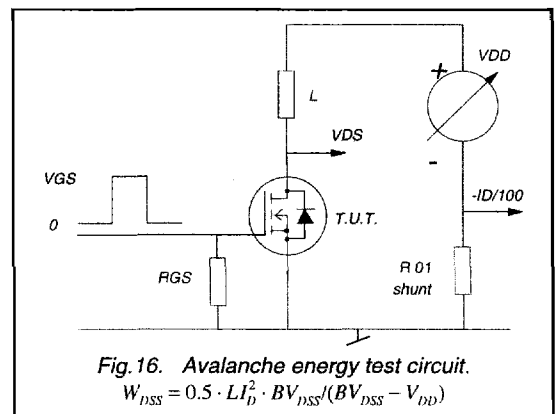 VDD
+
L
VDS
-
VGS
-ID/100
0
T.U.T.
RGS
R 01
shunt
Fig.16. Avalanche energy test circuit.
W_DSS = 0.5 · LI_D^2 · BV_DSS/(BV_DSS − V_DD)